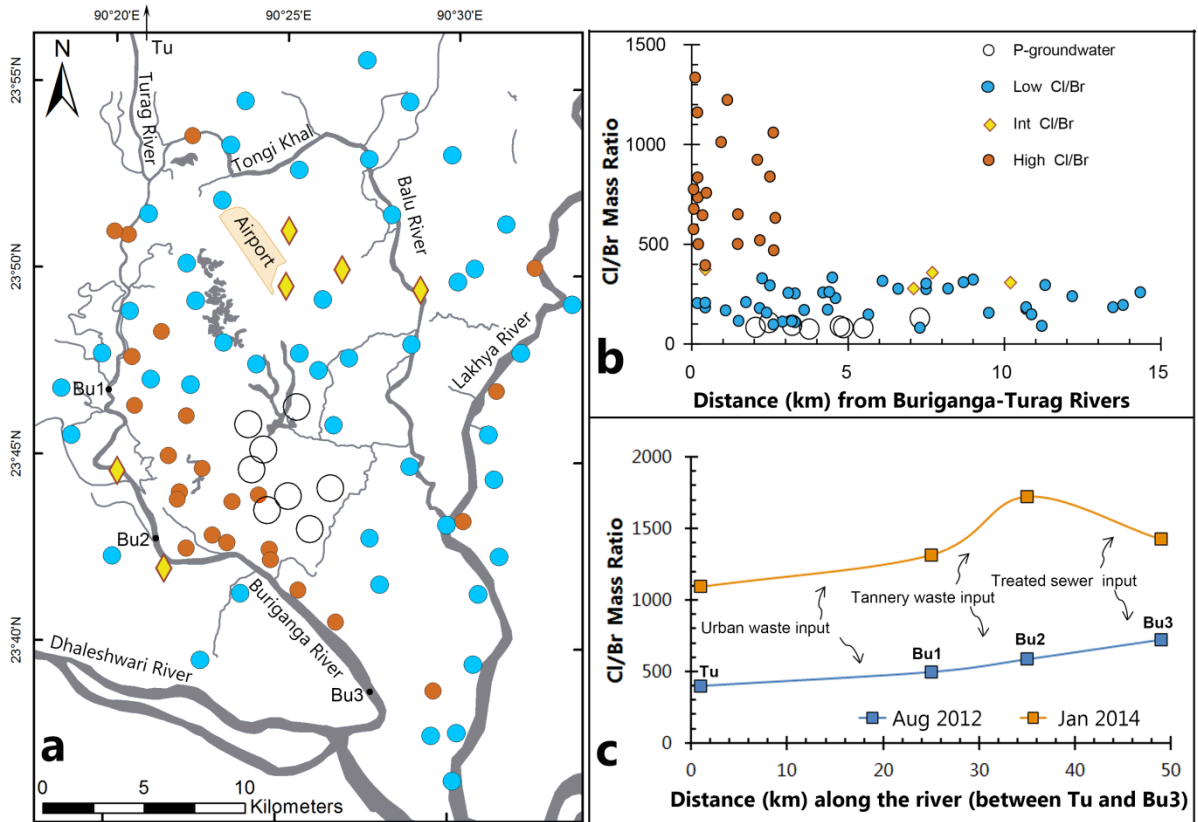 90°20'E
90°25'E
90°30'E
Tu
N
23°55'N
23°50'N
23°45'N
23°40'N
Turag River
Tongi Khal
Balu River
Airport
Lakhya River
Bu1
Bu2
Buriganga River
Dhaleshwari River
Bu3
a
0 5 10
Kilometers
1500
1000
500
0
Cl/Br Mass Ratio
P-groundwater
Low Cl/Br
Int Cl/Br
High Cl/Br
b
0 5 10 15
Distance (km) from Buriganga-Turag Rivers
2000
1500
1000
500
0
Cl/Br Mass Ratio
Urban waste input
Tannery waste input
Treated sewer input
Tu
Bu1
Bu2
Bu3
Aug 2012
Jan 2014
c
0 10 20 30 40 50
Distance (km) along the river (between Tu and Bu3)